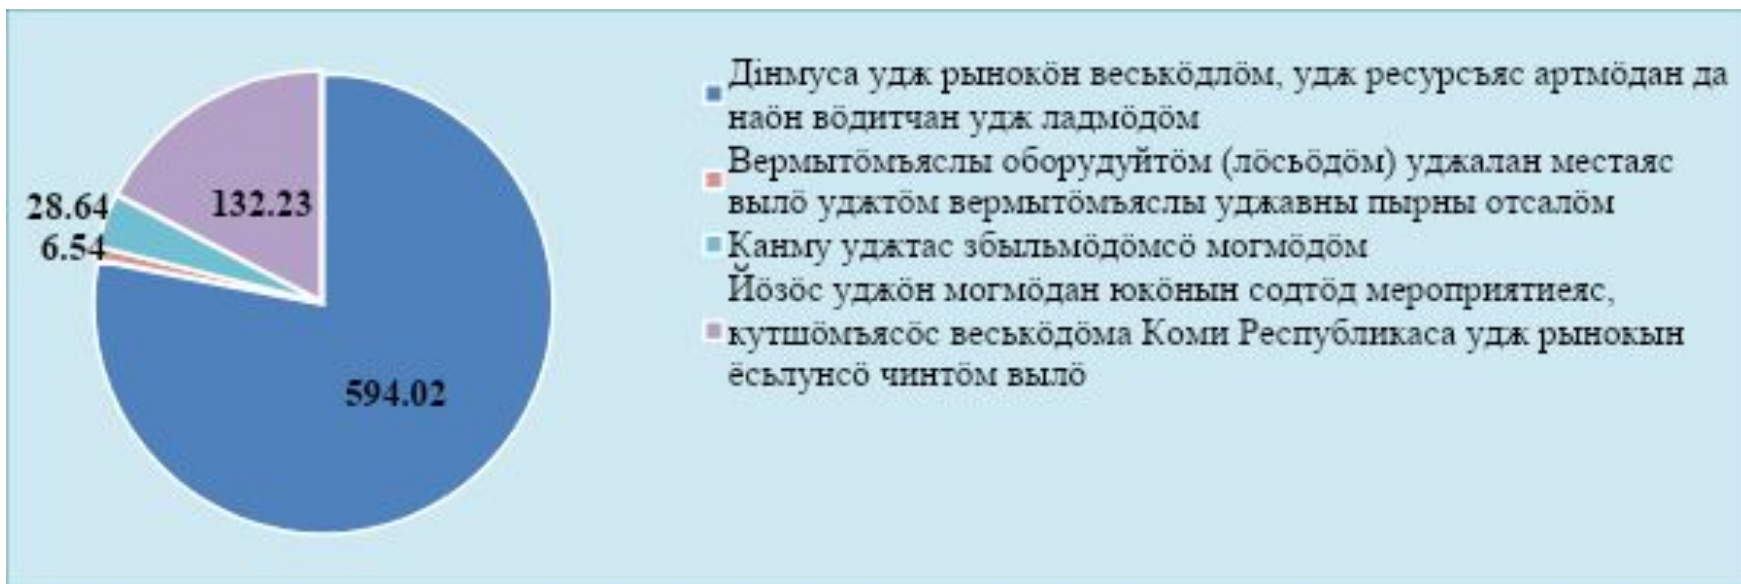 Дінмуса удж рынокӧн веськӧдлӧм, удж ресурсъяс артмӧдан да
наӧн вӧдитчан удж ладмӧдӧм
Вермытӧмъяслы оборудуйтӧм (лӧсьӧдӧм) уджалан местаяс
вылӧ уджтӧм вермытӧмъяслы уджавны пырны отсалӧм
Канму уджтас збыльмӧдӧмсӧ могмӧдӧм
Йӧзӧс уджӧн могмӧдан юкӧнын содтӧд мероприятиеяс,
кутшӧмъясӧс веськӧдӧма Коми Республикаса удж рынокын
ёсьлунсӧ чинтӧм вылӧ
132.23
28.64
6.54
594.02